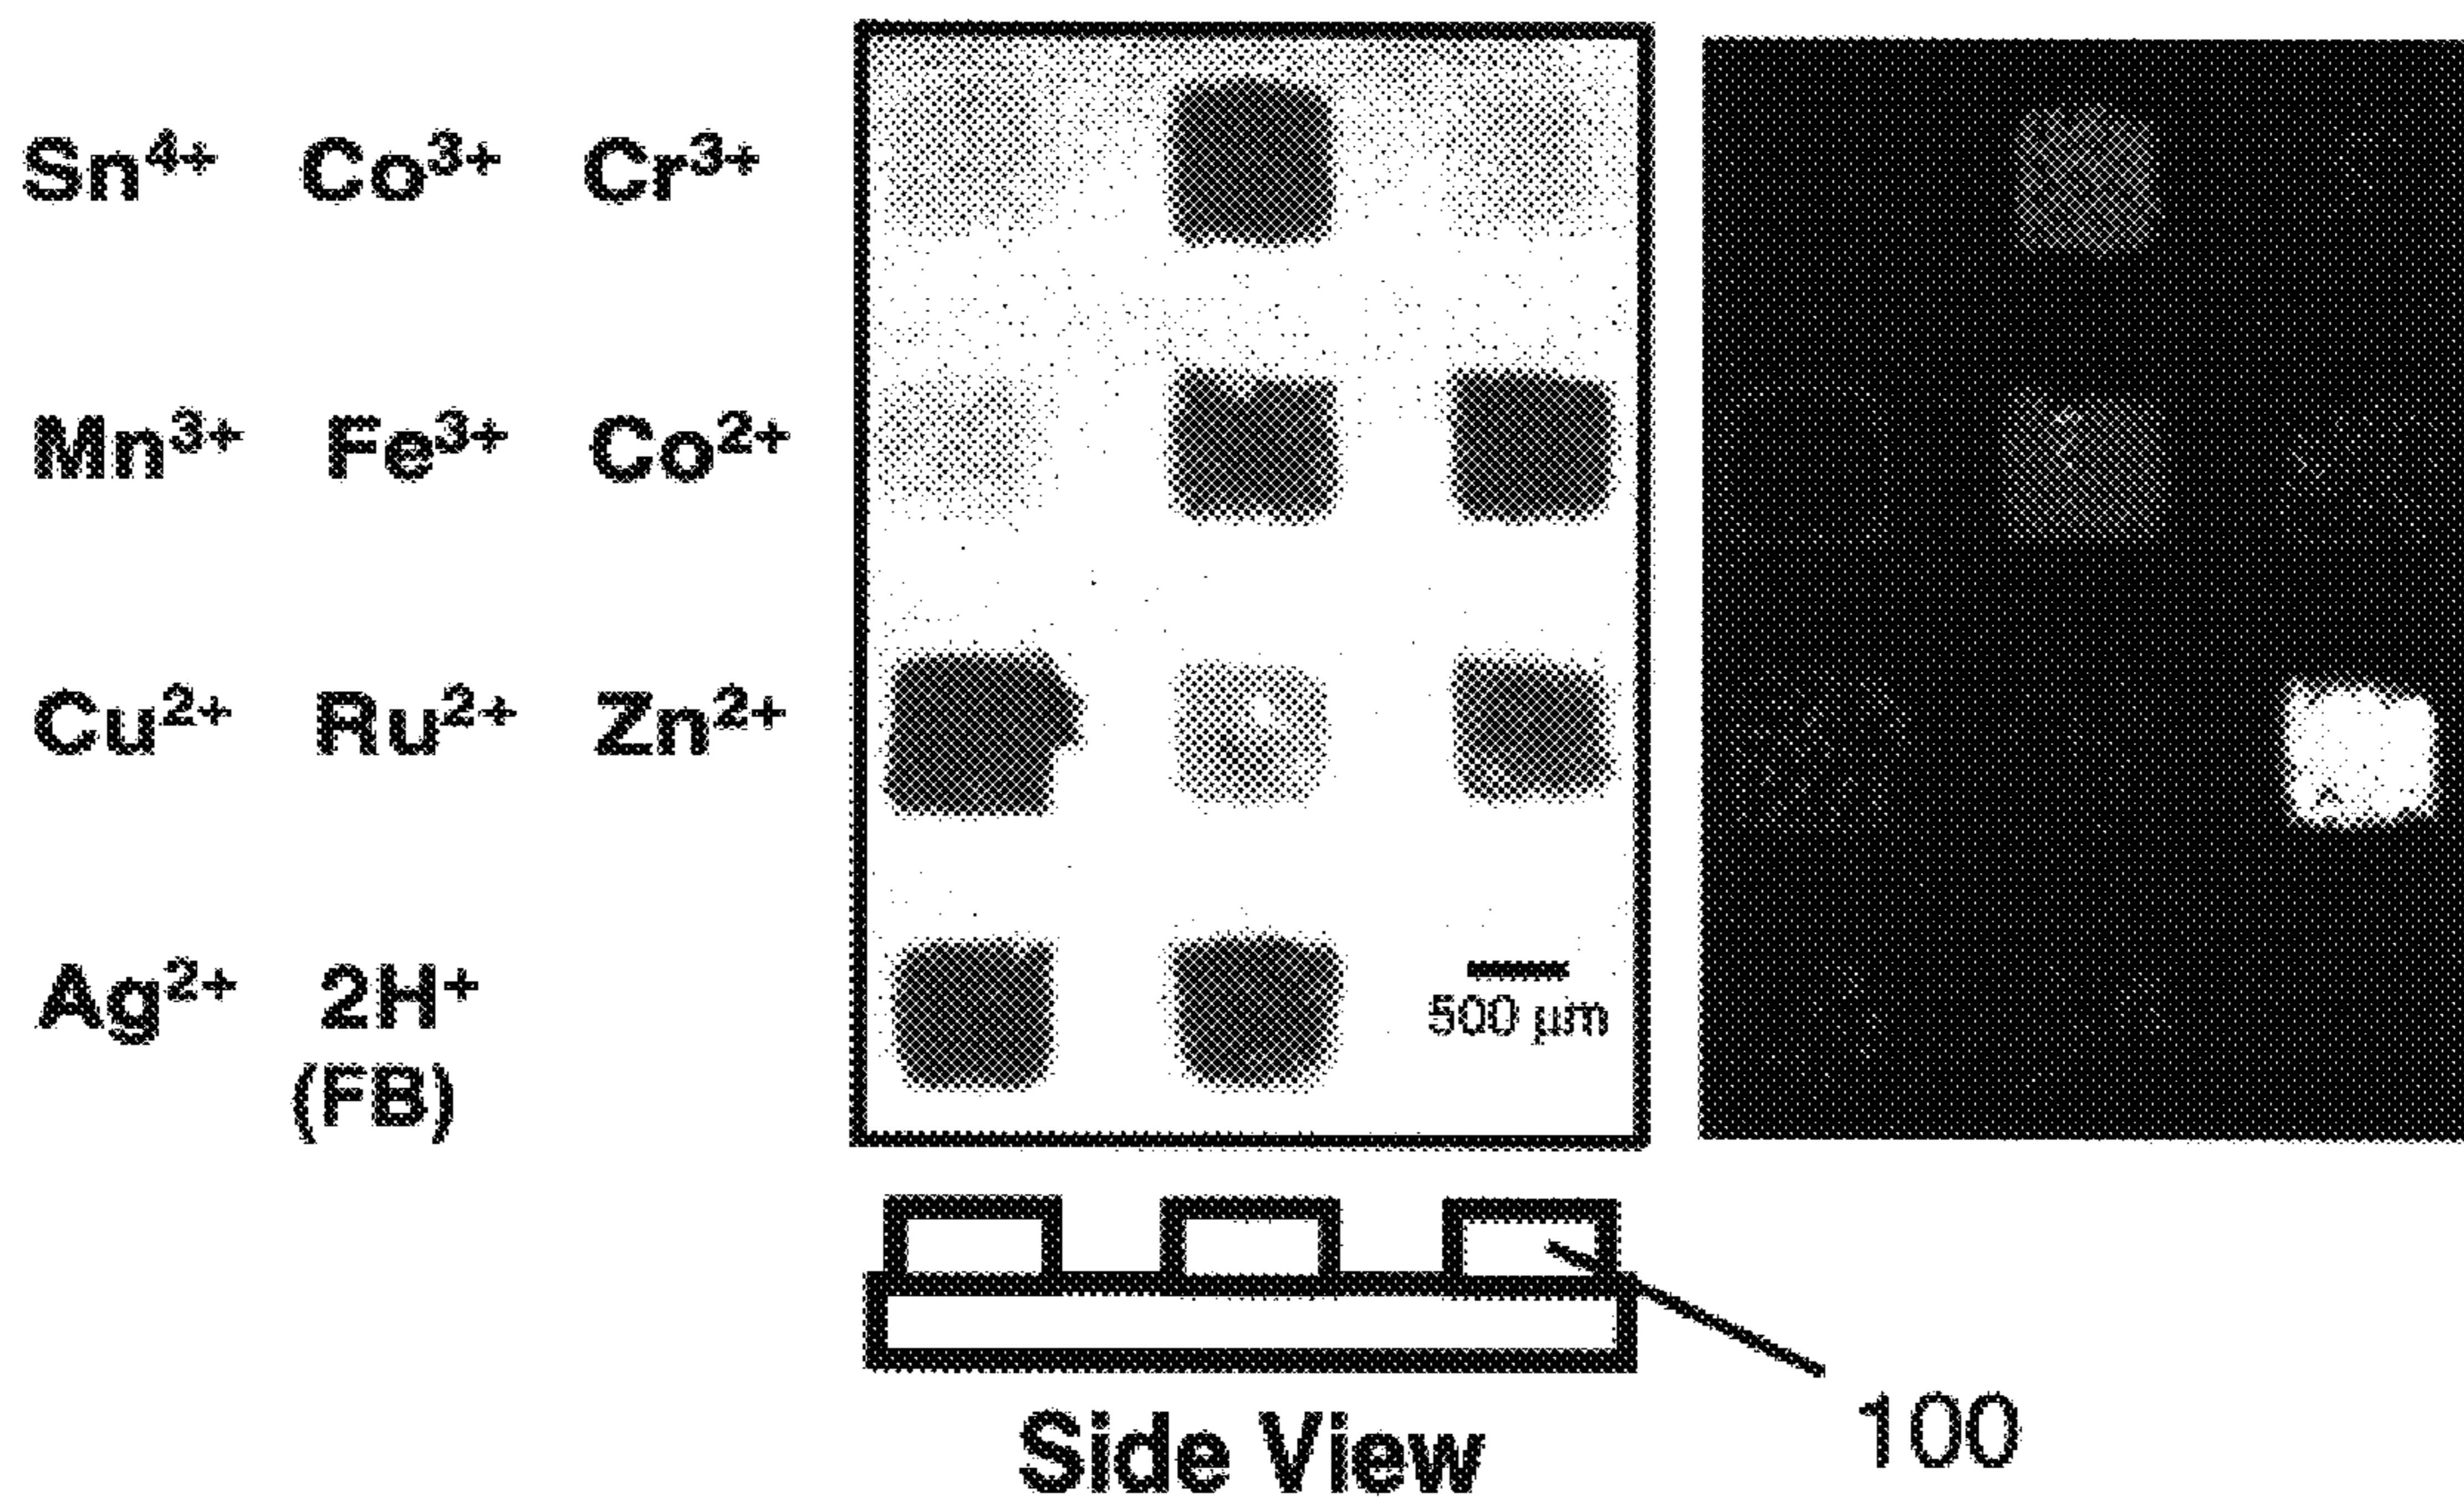 Sn⁴⁺ Co³⁺ Cr³⁺
Mn³⁺ Fe³⁺ Co²⁺
Cu²⁺ Ru²⁺ Zn²⁺
Ag²⁺ 2H⁺
(FB)
500 µm
Side View
100